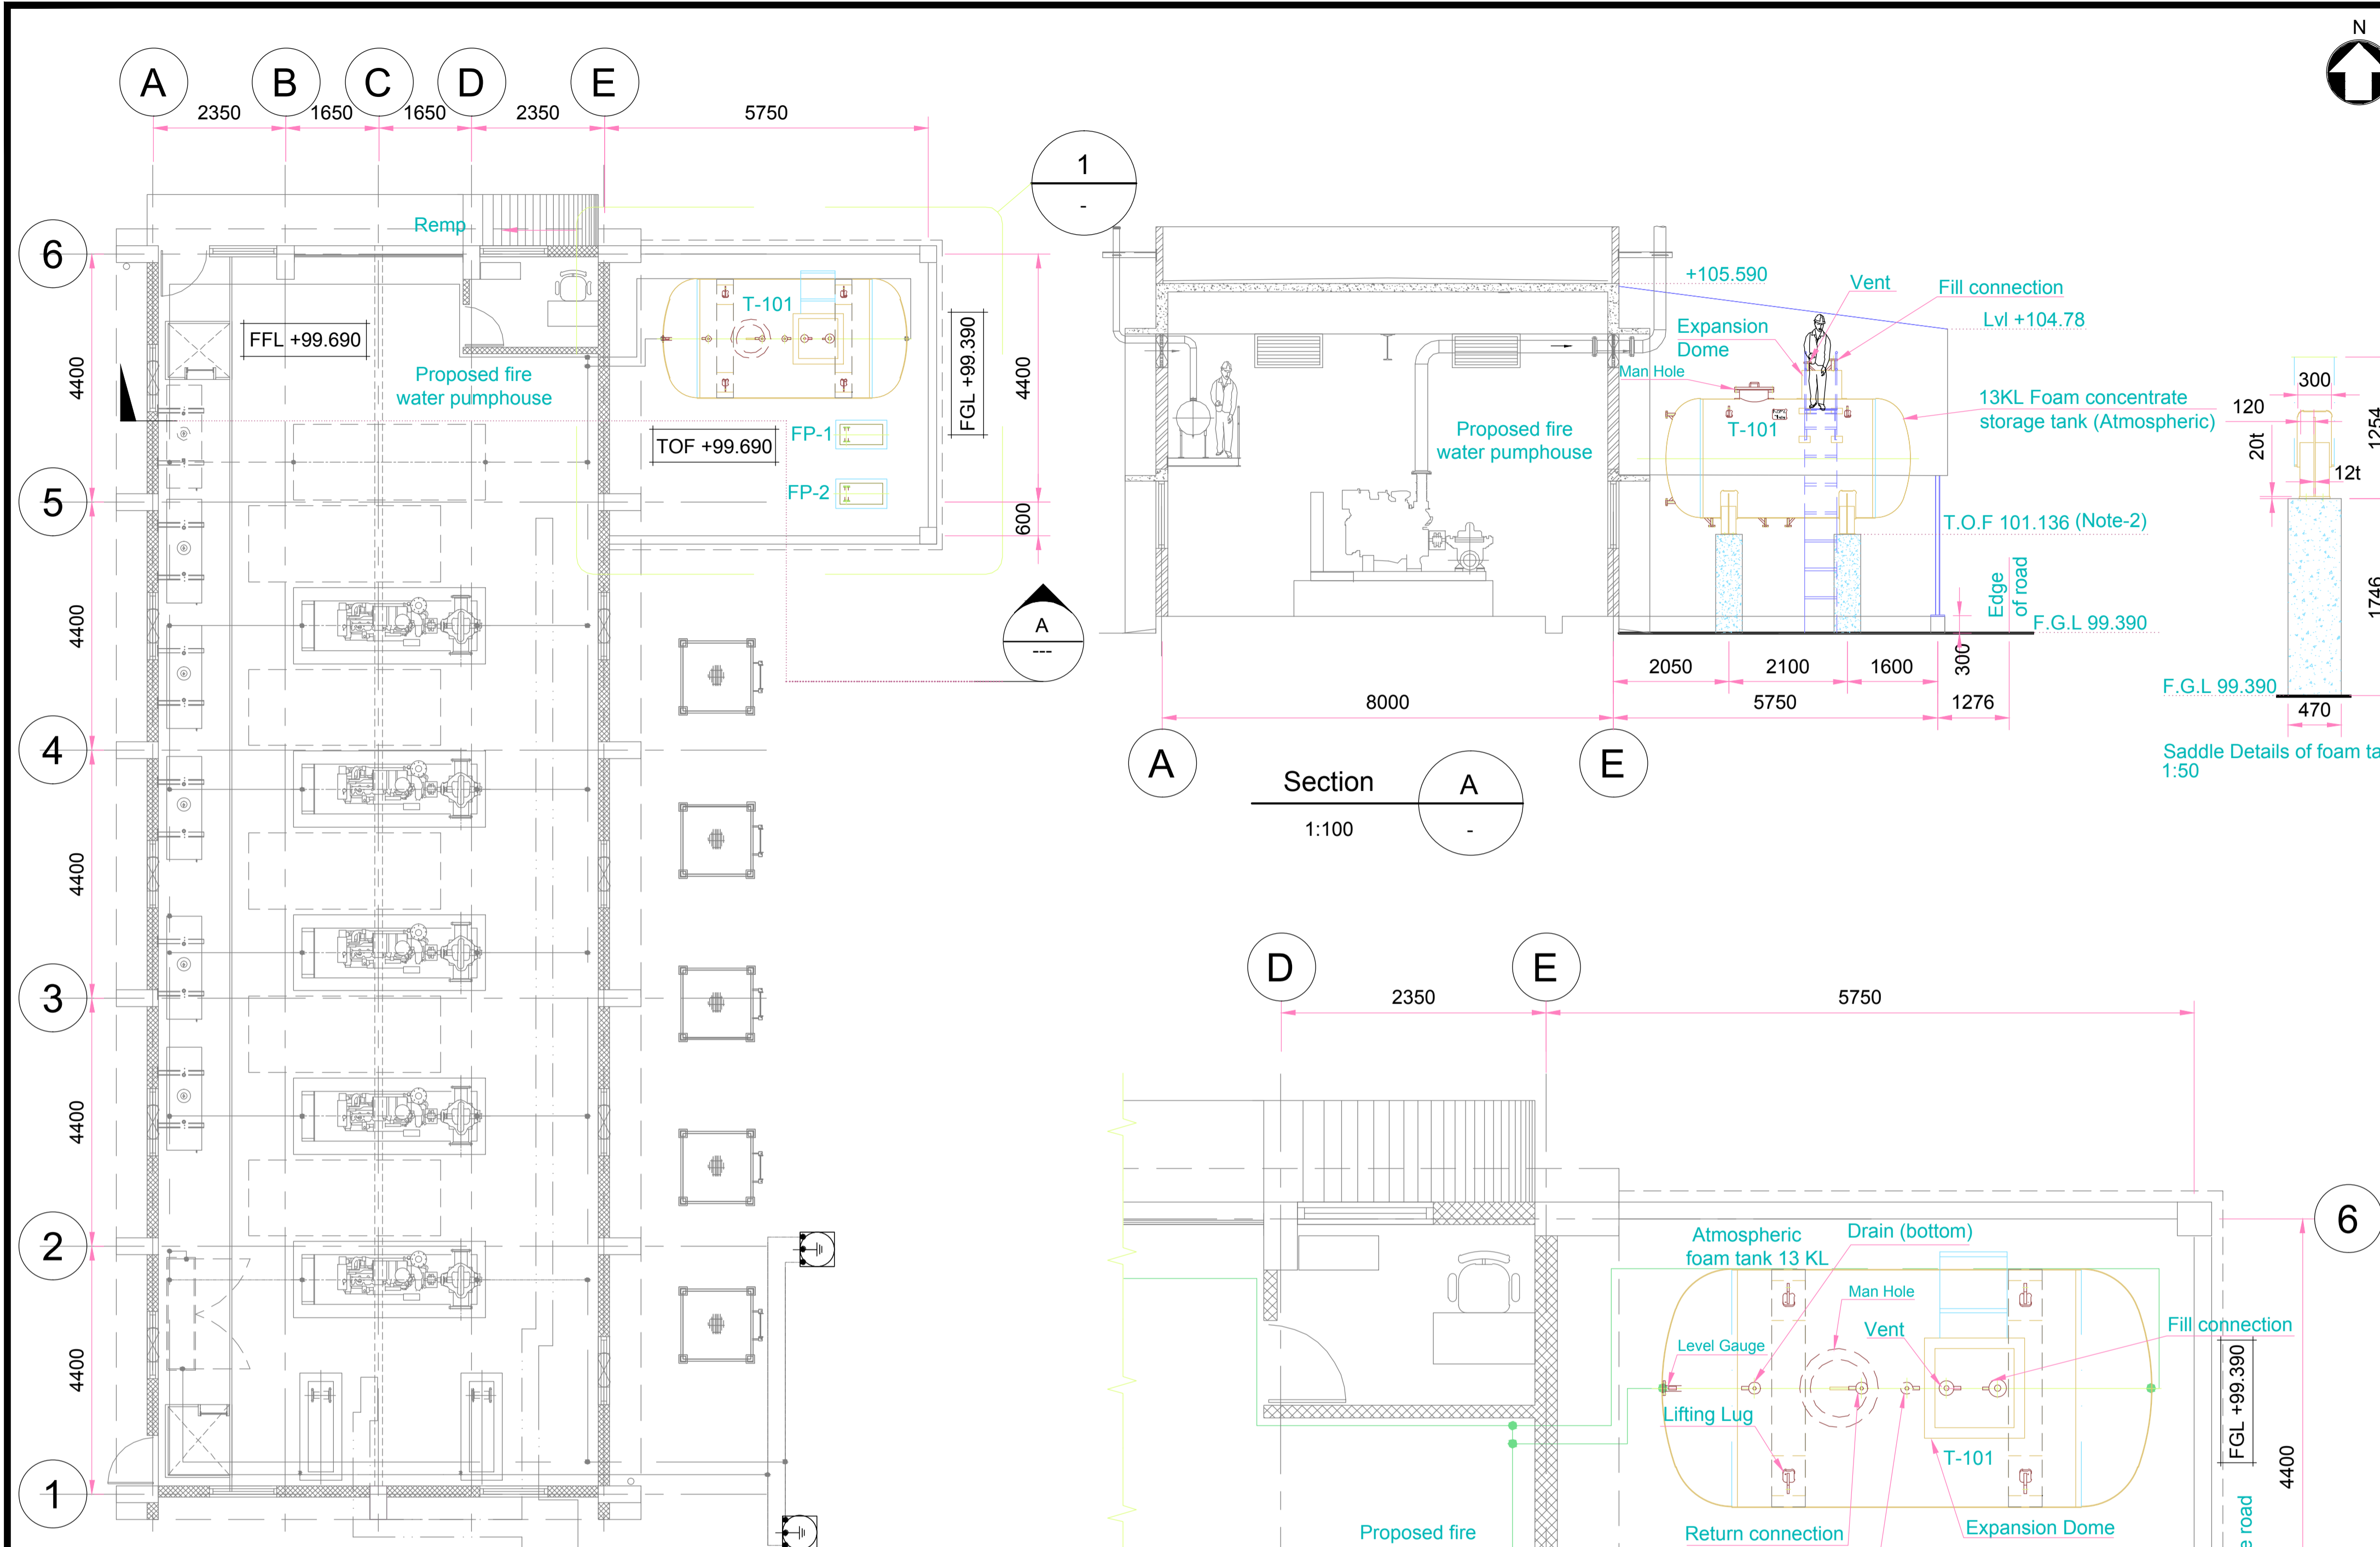 N
A
B
C
D
E
2350
1650
1650
2350
5750
1
-
6
Remp
T-101
FFL +99.690
FGL +99.390
4400
4400
Proposed fire
water pumphouse
TOF +99.690
FP-1
FP-2
5
600
4400
A
---
4
4400
3
4400
2
4400
1
+105.590
Vent
Fill connection
Lvl +104.78
Expansion
Dome
Man Hole
13KL Foam concentrate
storage tank (Atmospheric)
T-101
Proposed fire
water pumphouse
T.O.F 101.136 (Note-2)
Edge
of road
F.G.L 99.390
2050
2100
1600
300
8000
5750
1276
A
E
Section
A
1:100
-
300
120
1254
20t
12t
1746
F.G.L 99.390
470
Saddle Details of foam ta
1:50
D
E
2350
5750
6
Atmospheric
foam tank 13 KL
Drain (bottom)
Man Hole
Vent
Fill connection
Level Gauge
FGL +99.390
Lifting Lug
T-101
4400
Proposed fire
Return connection
Expansion Dome
road